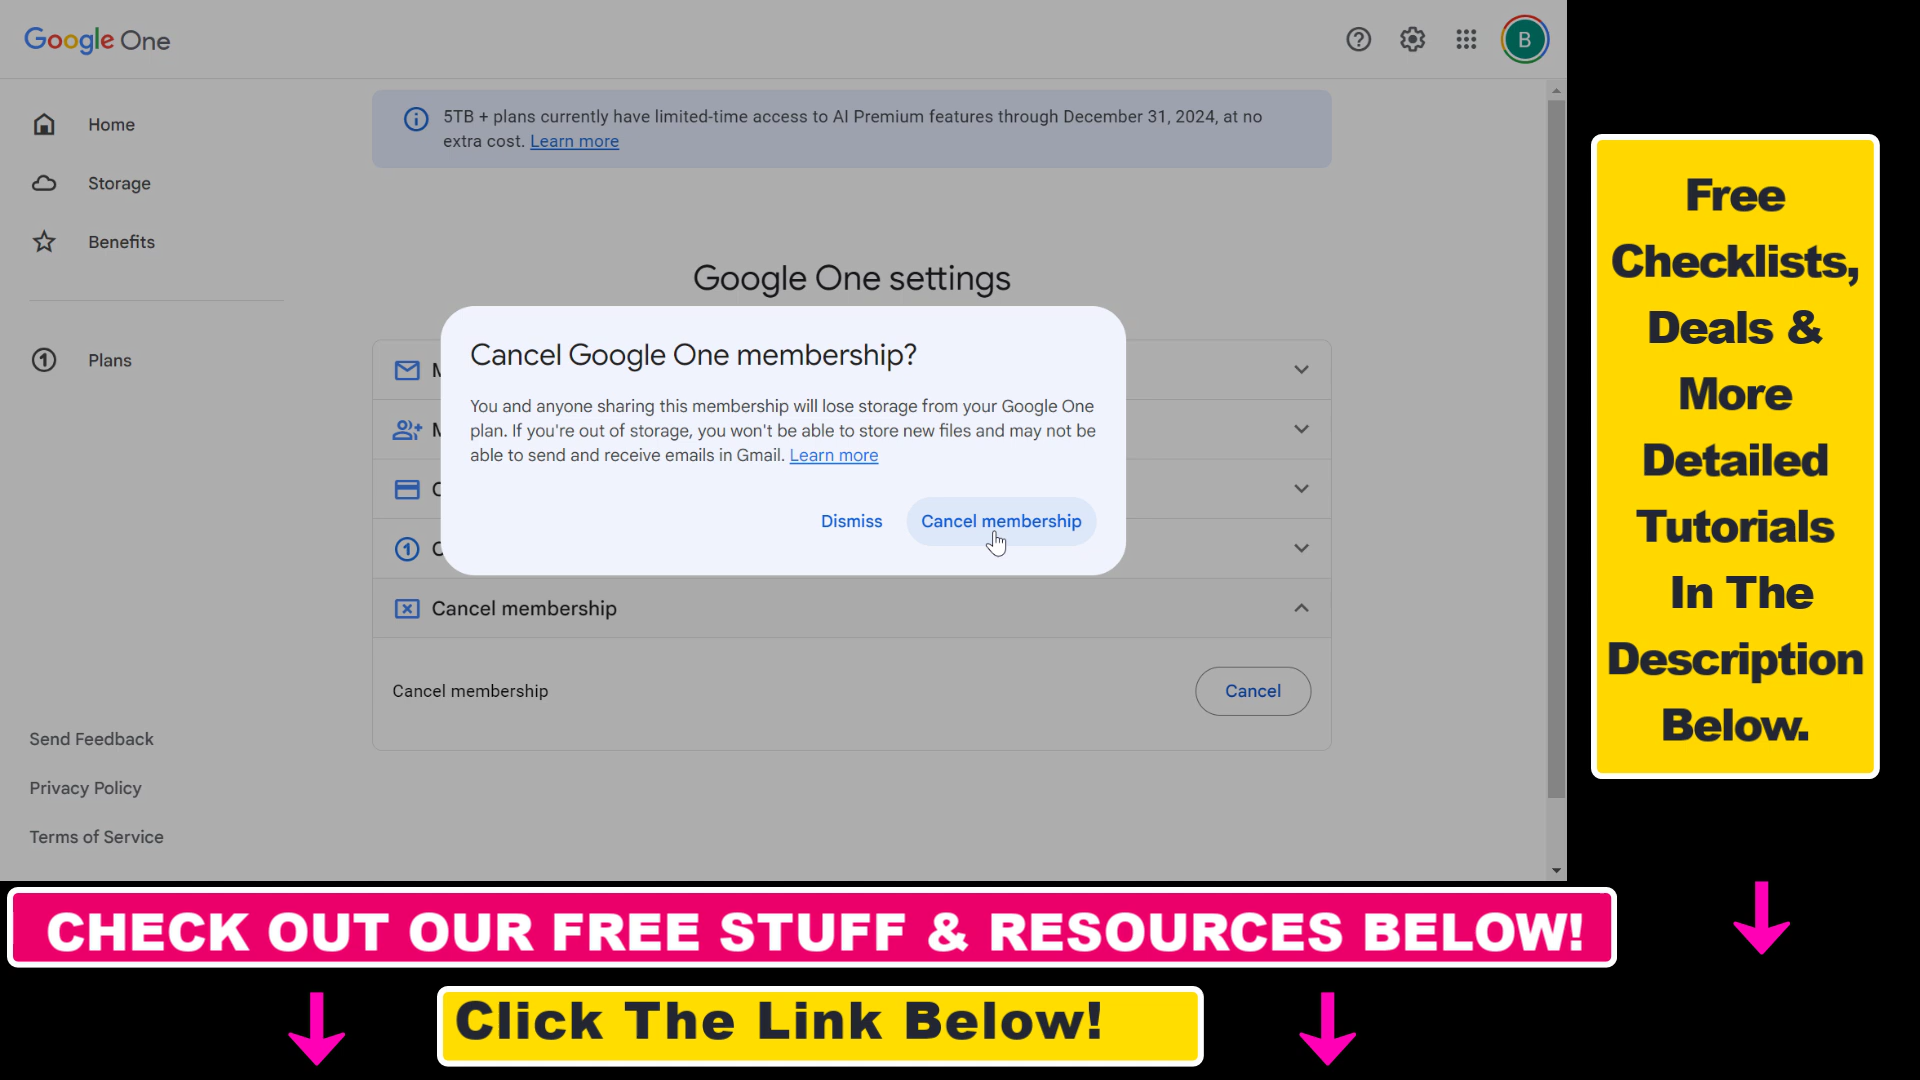 Google One
B
Home
Storage
Benefits
Plans
Send Feedback
Privacy Policy
Terms of Service
5TB + plans currently have limited-time access to AI Premium features through December 31, 2024, at no
extra cost. Learn more
Google One settings
M
M
C
C
Cancel Google One membership?
You and anyone sharing this membership will lose storage from your Google One
plan. If you're out of storage, you won't be able to store new files and may not be
able to send and receive emails in Gmail. Learn more
Dismiss
Cancel membership
Cancel membership
Cancel membership
Cancel
Free
Checklists,
Deals &
More
Detailed
Tutorials
In The
Description
Below.
CHECK OUT OUR FREE STUFF & RESOURCES BELOW!
Click The Link Below!